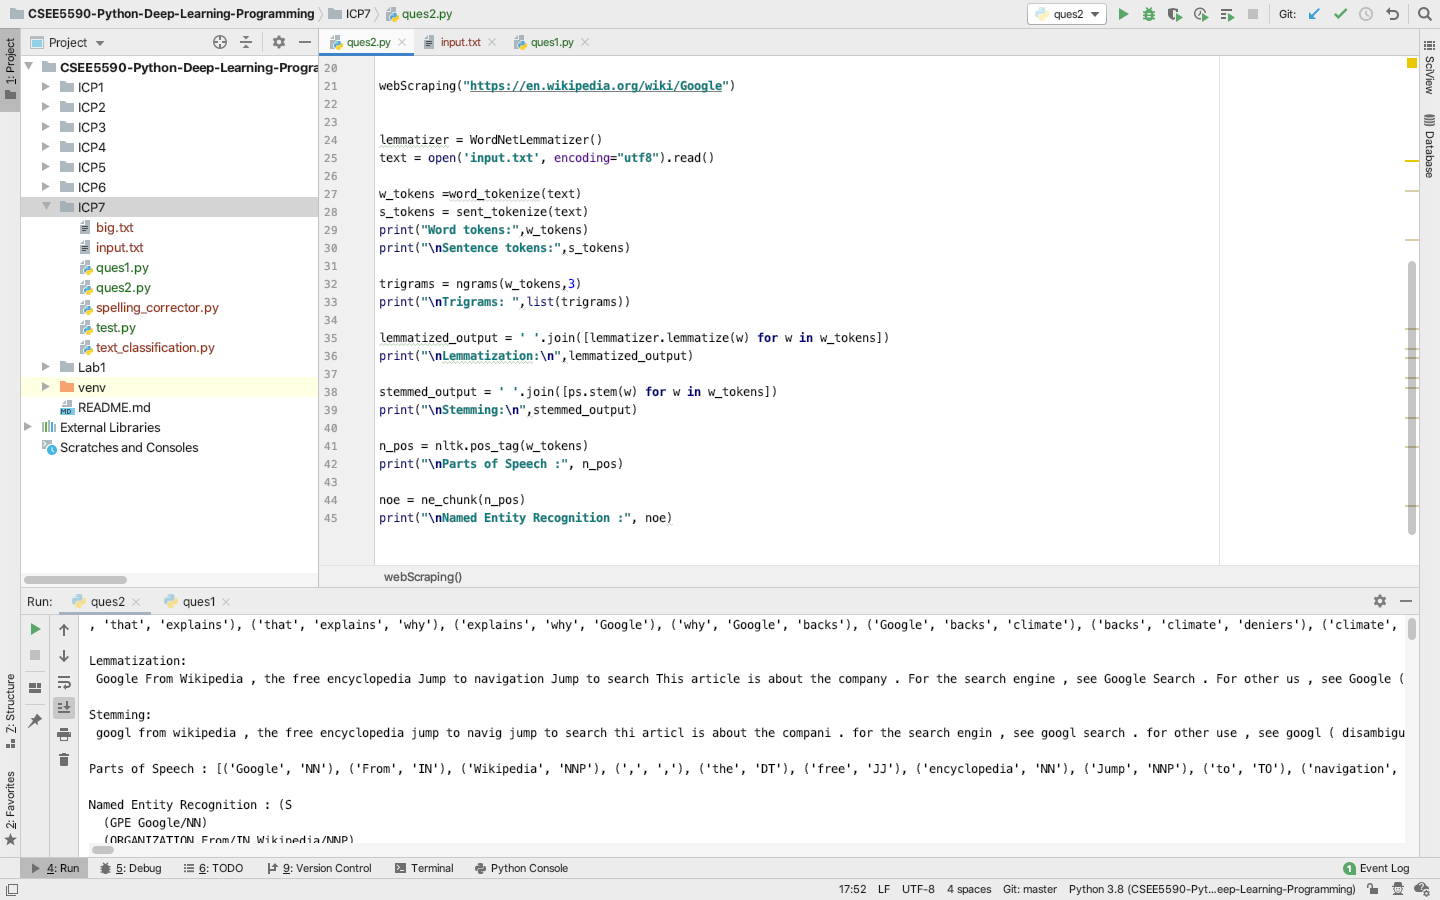 CSEE5590-Python-Deep-Learning-Programming
ICP7
ques2.py
ques2
Git:
1: Project
Project
ques2.py
input.txt
ques1.py
SciView
Database
CSEE5590-Python-Deep-Learning-Progra
ICP1
ICP2
ICP3
ICP4
ICP5
ICP6
ICP7
big.txt
input.txt
ques1.py
ques2.py
spelling_corrector.py
test.py
text_classification.py
Lab1
venv
README.md
External Libraries
Scratches and Consoles
20
21 webScraping("https://en.wikipedia.org/wiki/Google")
22
23
24 lemmatizer = WordNetLemmatizer()
25 text = open('input.txt', encoding="utf8").read()
26
27 w_tokens =word_tokenize(text)
28 s_tokens = sent_tokenize(text)
29 print("Word tokens:",w_tokens)
30 print("\nSentence tokens:",s_tokens)
31
32 trigrams = ngrams(w_tokens,3)
33 print("\nTrigrams: ",list(trigrams))
34
35 lemmatized_output = ' '.join([lemmatizer.lemmatize(w) for w in w_tokens])
36 print("\nLemmatization:\n",lemmatized_output)
37
38 stemmed_output = ' '.join([ps.stem(w) for w in w_tokens])
39 print("\nStemming:\n",stemmed_output)
40
41 n_pos = nltk.pos_tag(w_tokens)
42 print("\nParts of Speech :", n_pos)
43
44 noe = ne_chunk(n_pos)
45 print("\nNamed Entity Recognition :", noe)
webScraping()
Run:
ques2
ques1
, 'that', 'explains'), ('that', 'explains', 'why'), ('explains', 'why', 'Google'), ('why', 'Google', 'backs'), ('Google', 'backs', 'climate'), ('backs', 'climate', 'deniers'), ('climate',
Lemmatization:
Google From Wikipedia , the free encyclopedia Jump to navigation Jump to search This article is about the company . For the search engine , see Google Search . For other us , see Google (
Stemming:
googl from wikipedia , the free encyclopedia jump to navig jump to search thi articl is about the compani . for the search engin , see googl search . for other use , see googl ( disambigu
Parts of Speech : [('Google', 'NN'), ('From', 'IN'), ('Wikipedia', 'NNP'), (',', ','), ('the', 'DT'), ('free', 'JJ'), ('encyclopedia', 'NN'), ('Jump', 'NNP'), ('to', 'TO'), ('navigation',
Named Entity Recognition : (S
(GPE Google/NN)
(ORGANIZATION From/IN Wikipedia/NNP)
Z: Structure
2: Favorites
4: Run
5: Debug
6: TODO
9: Version Control
Terminal
Python Console
1 Event Log
17:52
LF
UTF-8
4 spaces
Git: master
Python 3.8 (CSEE5590-Pyt...eep-Learning-Programming)